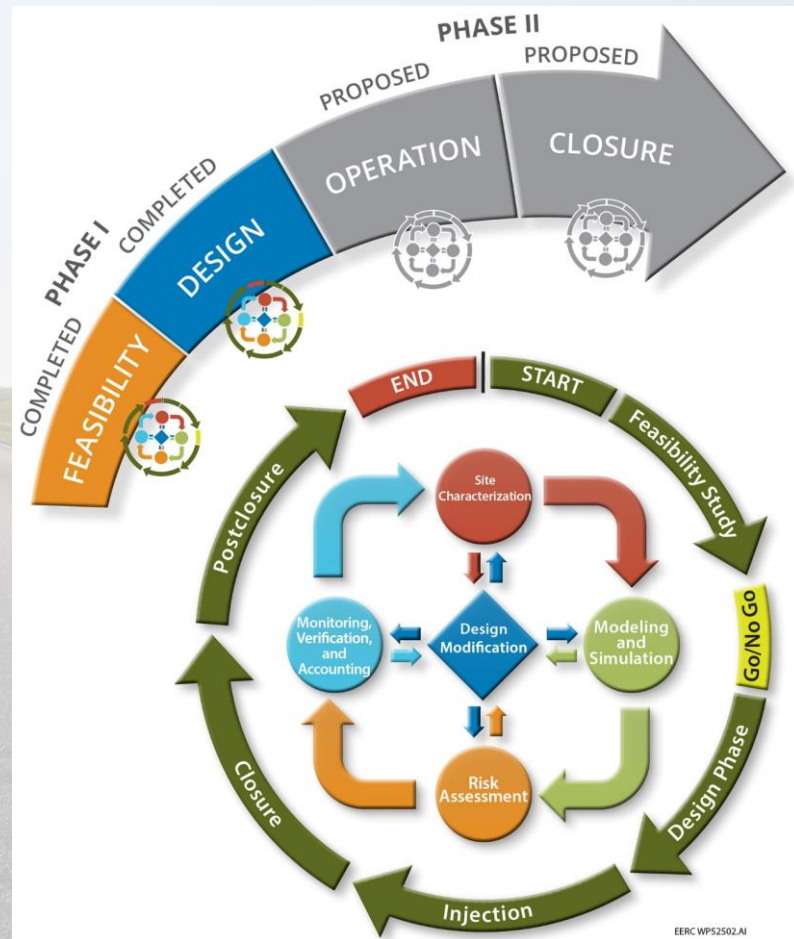 PHASE I
COMPLETED
FEASIBILITY
COMPLETED
DESIGN
PHASE II
PROPOSED
OPERATION
PROPOSED
CLOSURE
END
START
Feasibility Study
Go/No Go
Design Phase
Injection
Closure
Postclosure
Site
Characterization
Modeling
and
Simulation
Risk
Assessment
Monitoring,
Verification,
and
Accounting
Design
Modification
EERC WP52502.AI